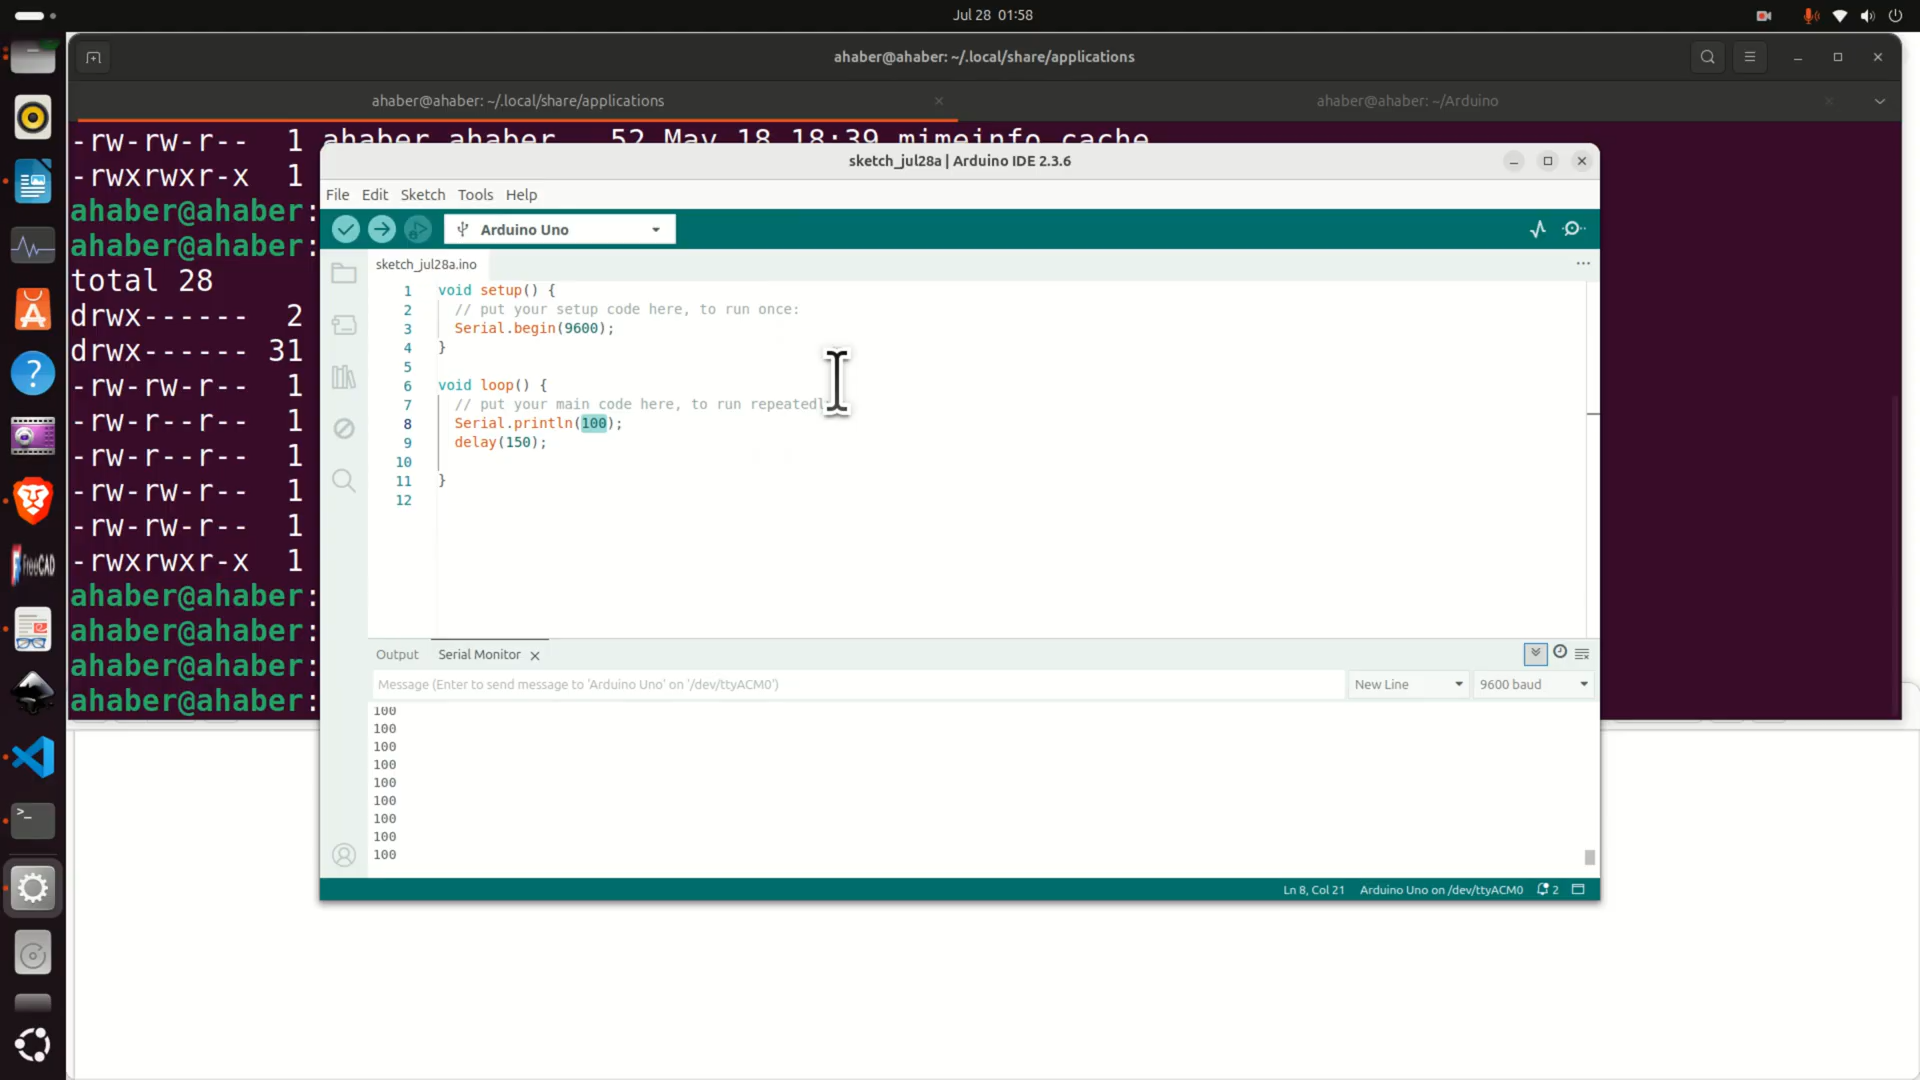 Jul 28 01:58
ahaber@ahaber: ~/.local/share/applications
ahaber@ahaber: ~/.local/share/applications
ahaber@ahaber: ~/Arduino
-rw-rw-r-- 1 ahaber ahaber 52 May 18 18:39 mimeinfo.cache
-rwxrwxr-x 1
ahaber@ahaber:
ahaber@ahaber:
total 28
drwx------ 2
drwx------ 31
-rw-rw-r-- 1
-rw-rw-r-- 1
-rw-r--r-- 1
-rw-rw-r-- 1
-rw-rw-r-- 1
-rwxrwxr-x 1
ahaber@ahaber:
ahaber@ahaber:
ahaber@ahaber:
ahaber@ahaber:
FreeCAD
sketch_jul28a | Arduino IDE 2.3.6
File Edit Sketch Tools Help
Arduino Uno
sketch_jul28a.ino
1 void setup() {
2 // put your setup code here, to run once:
3 Serial.begin(9600);
4 }
5
6 void loop() {
7 // put your main code here, to run repeatedl
8 Serial.println(100);
9 delay(150);
10
11 }
12
Output Serial Monitor
Message (Enter to send message to 'Arduino Uno' on '/dev/ttyACM0')
New Line
9600 baud
100
100
100
100
100
100
100
100
100
Ln 8, Col 21 Arduino Uno on /dev/ttyACM0 2